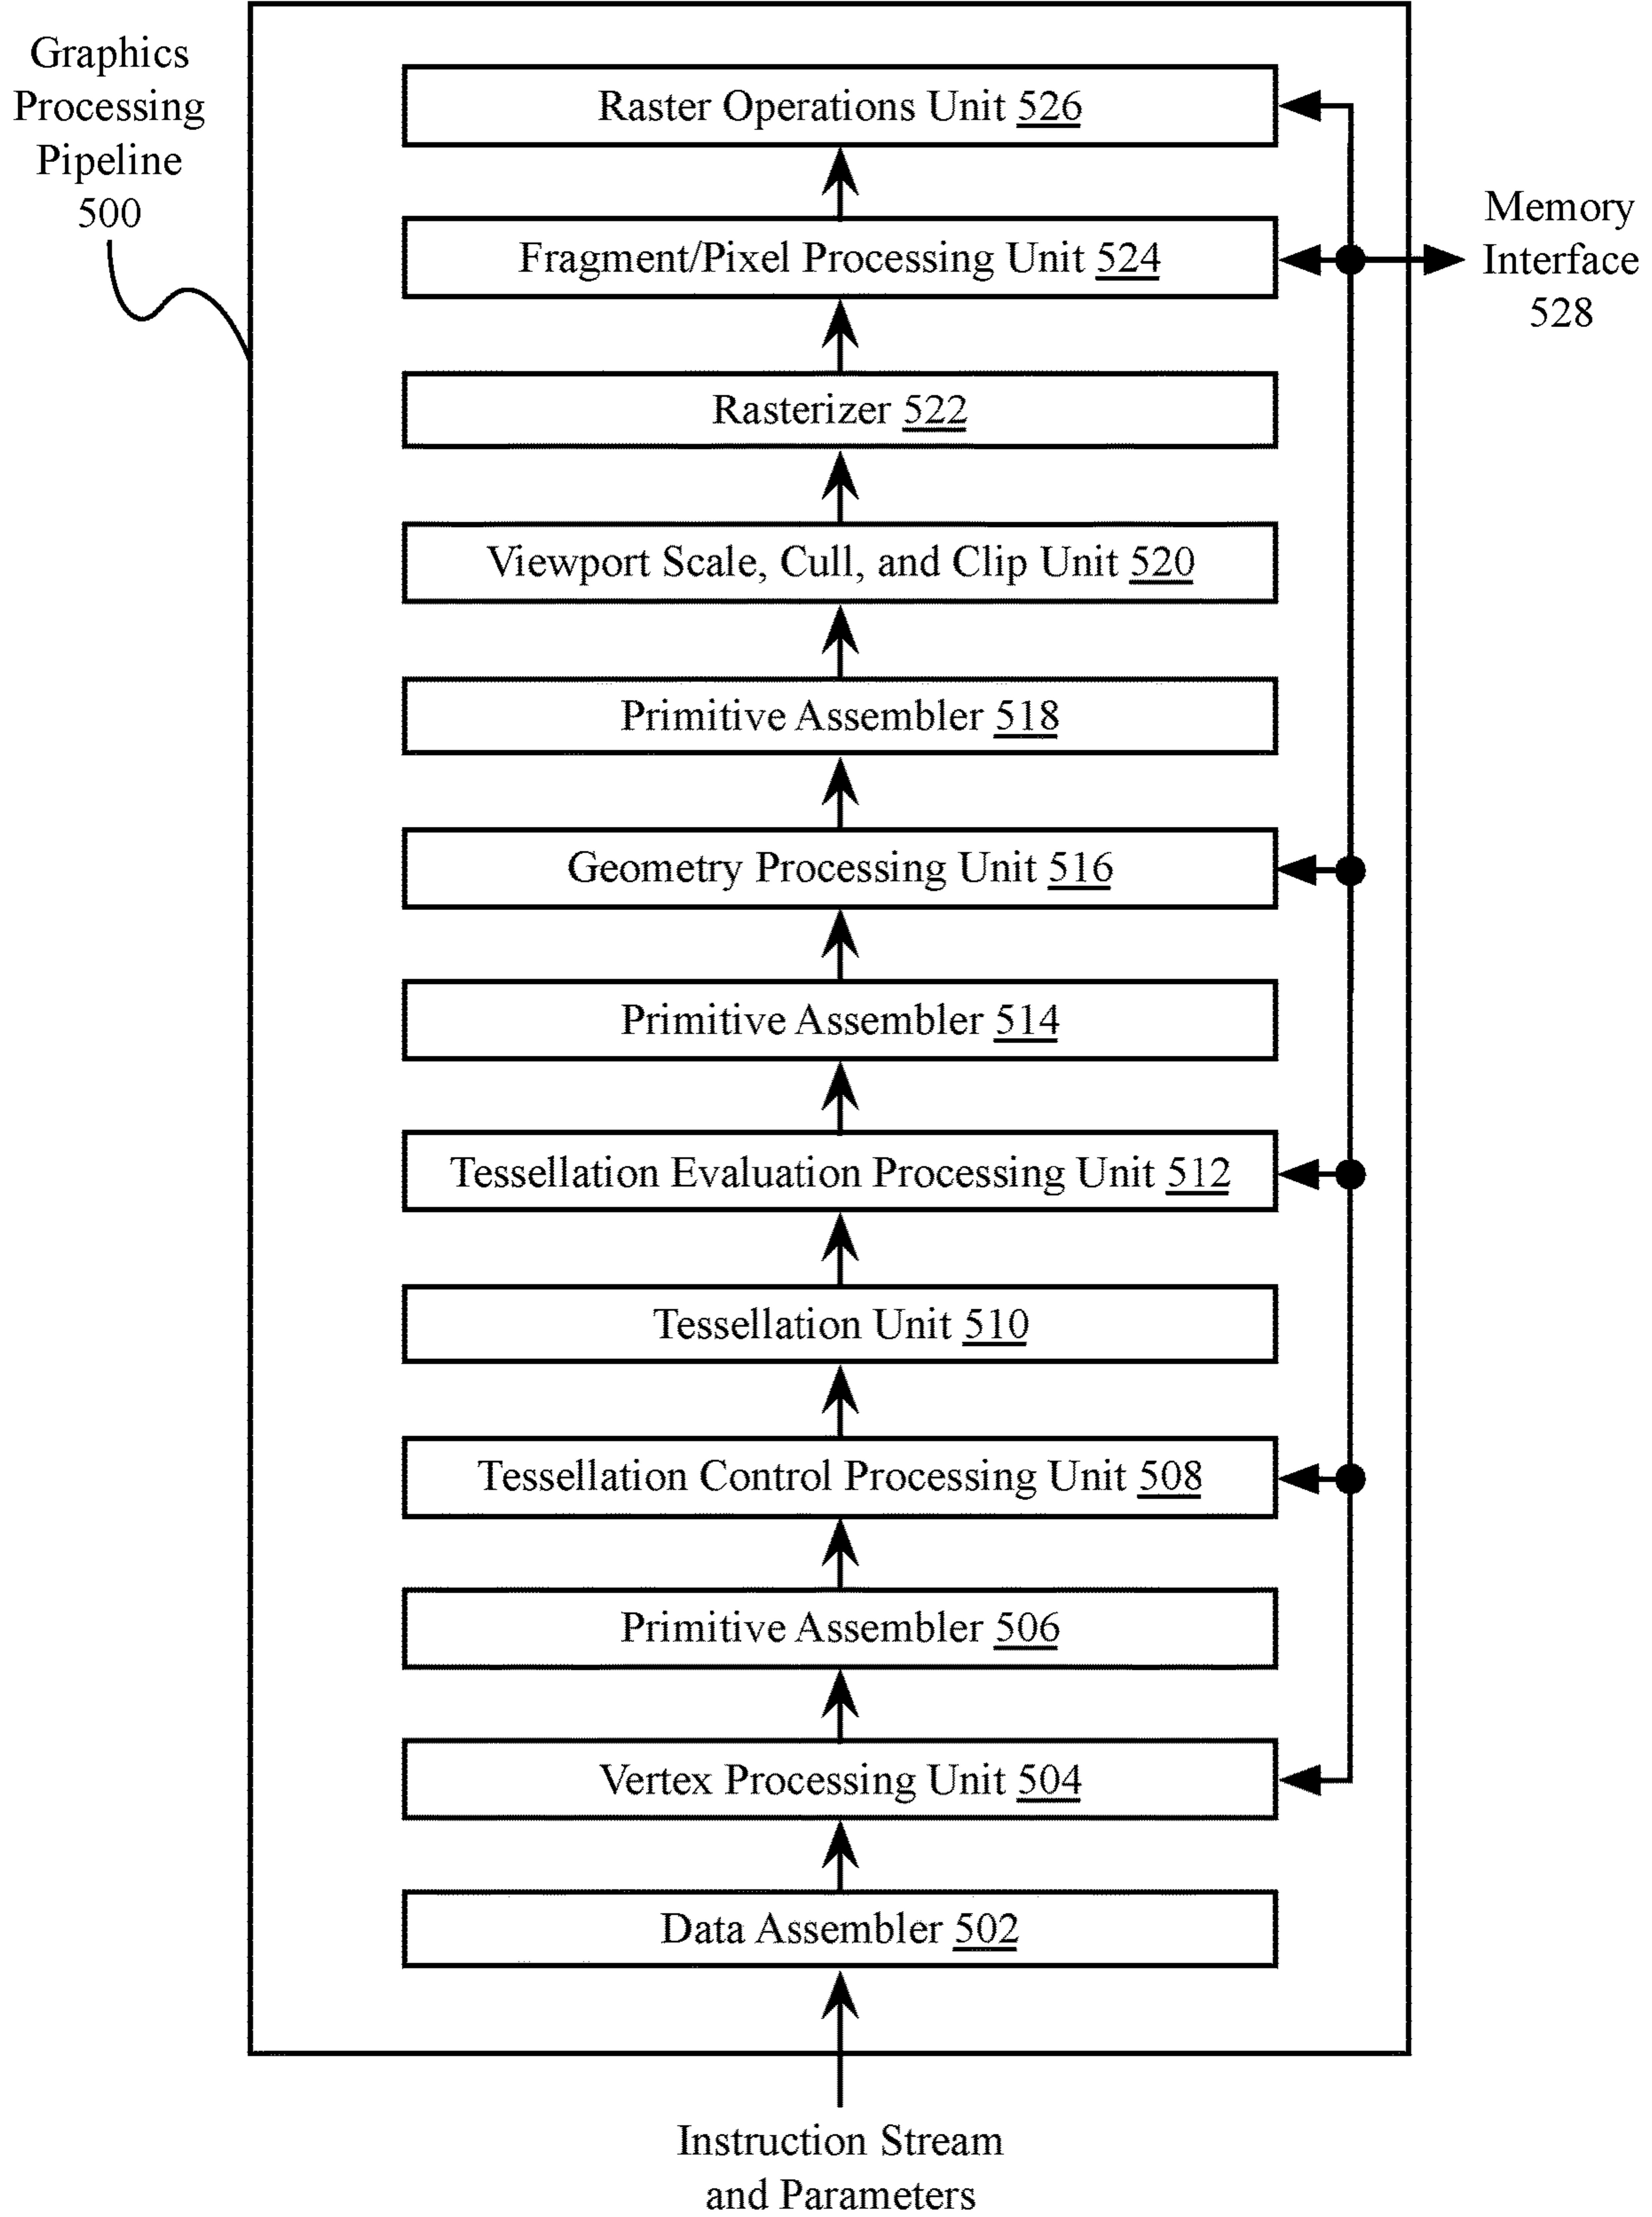 Graphics
Processing
Pipeline
500
Raster Operations Unit 526
Fragment/Pixel Processing Unit 524
Memory
Interface
528
Rasterizer 522
Viewport Scale, Cull, and Clip Unit 520
Primitive Assembler 518
Geometry Processing Unit 516
Primitive Assembler 514
Tessellation Evaluation Processing Unit 512
Tessellation Unit 510
Tessellation Control Processing Unit 508
Primitive Assembler 506
Vertex Processing Unit 504
Data Assembler 502
Instruction Stream
and Parameters